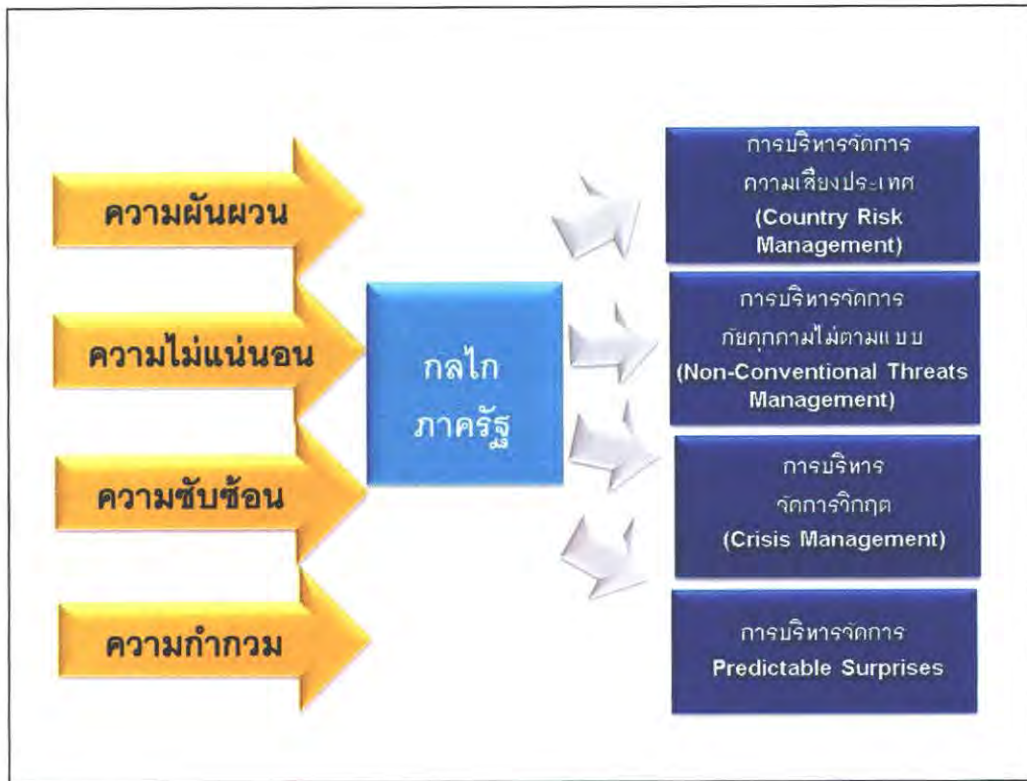 ความผันผวน
ความไม่แน่นอน
ความซับซ้อน
ความกำกวม
กลไก
ภาครัฐ
การบริหารจัดการ
ความเสี่ยงประเทศ
(Country Risk
Management)
การบริหารจัดการ
ภัยคุกคามไม่ตามแบบ
(Non-Conventional Threats
Management)
การบริหาร
จัดการวิกฤต
(Crisis Management)
การบริหารจัดการ
Predictable Surprises